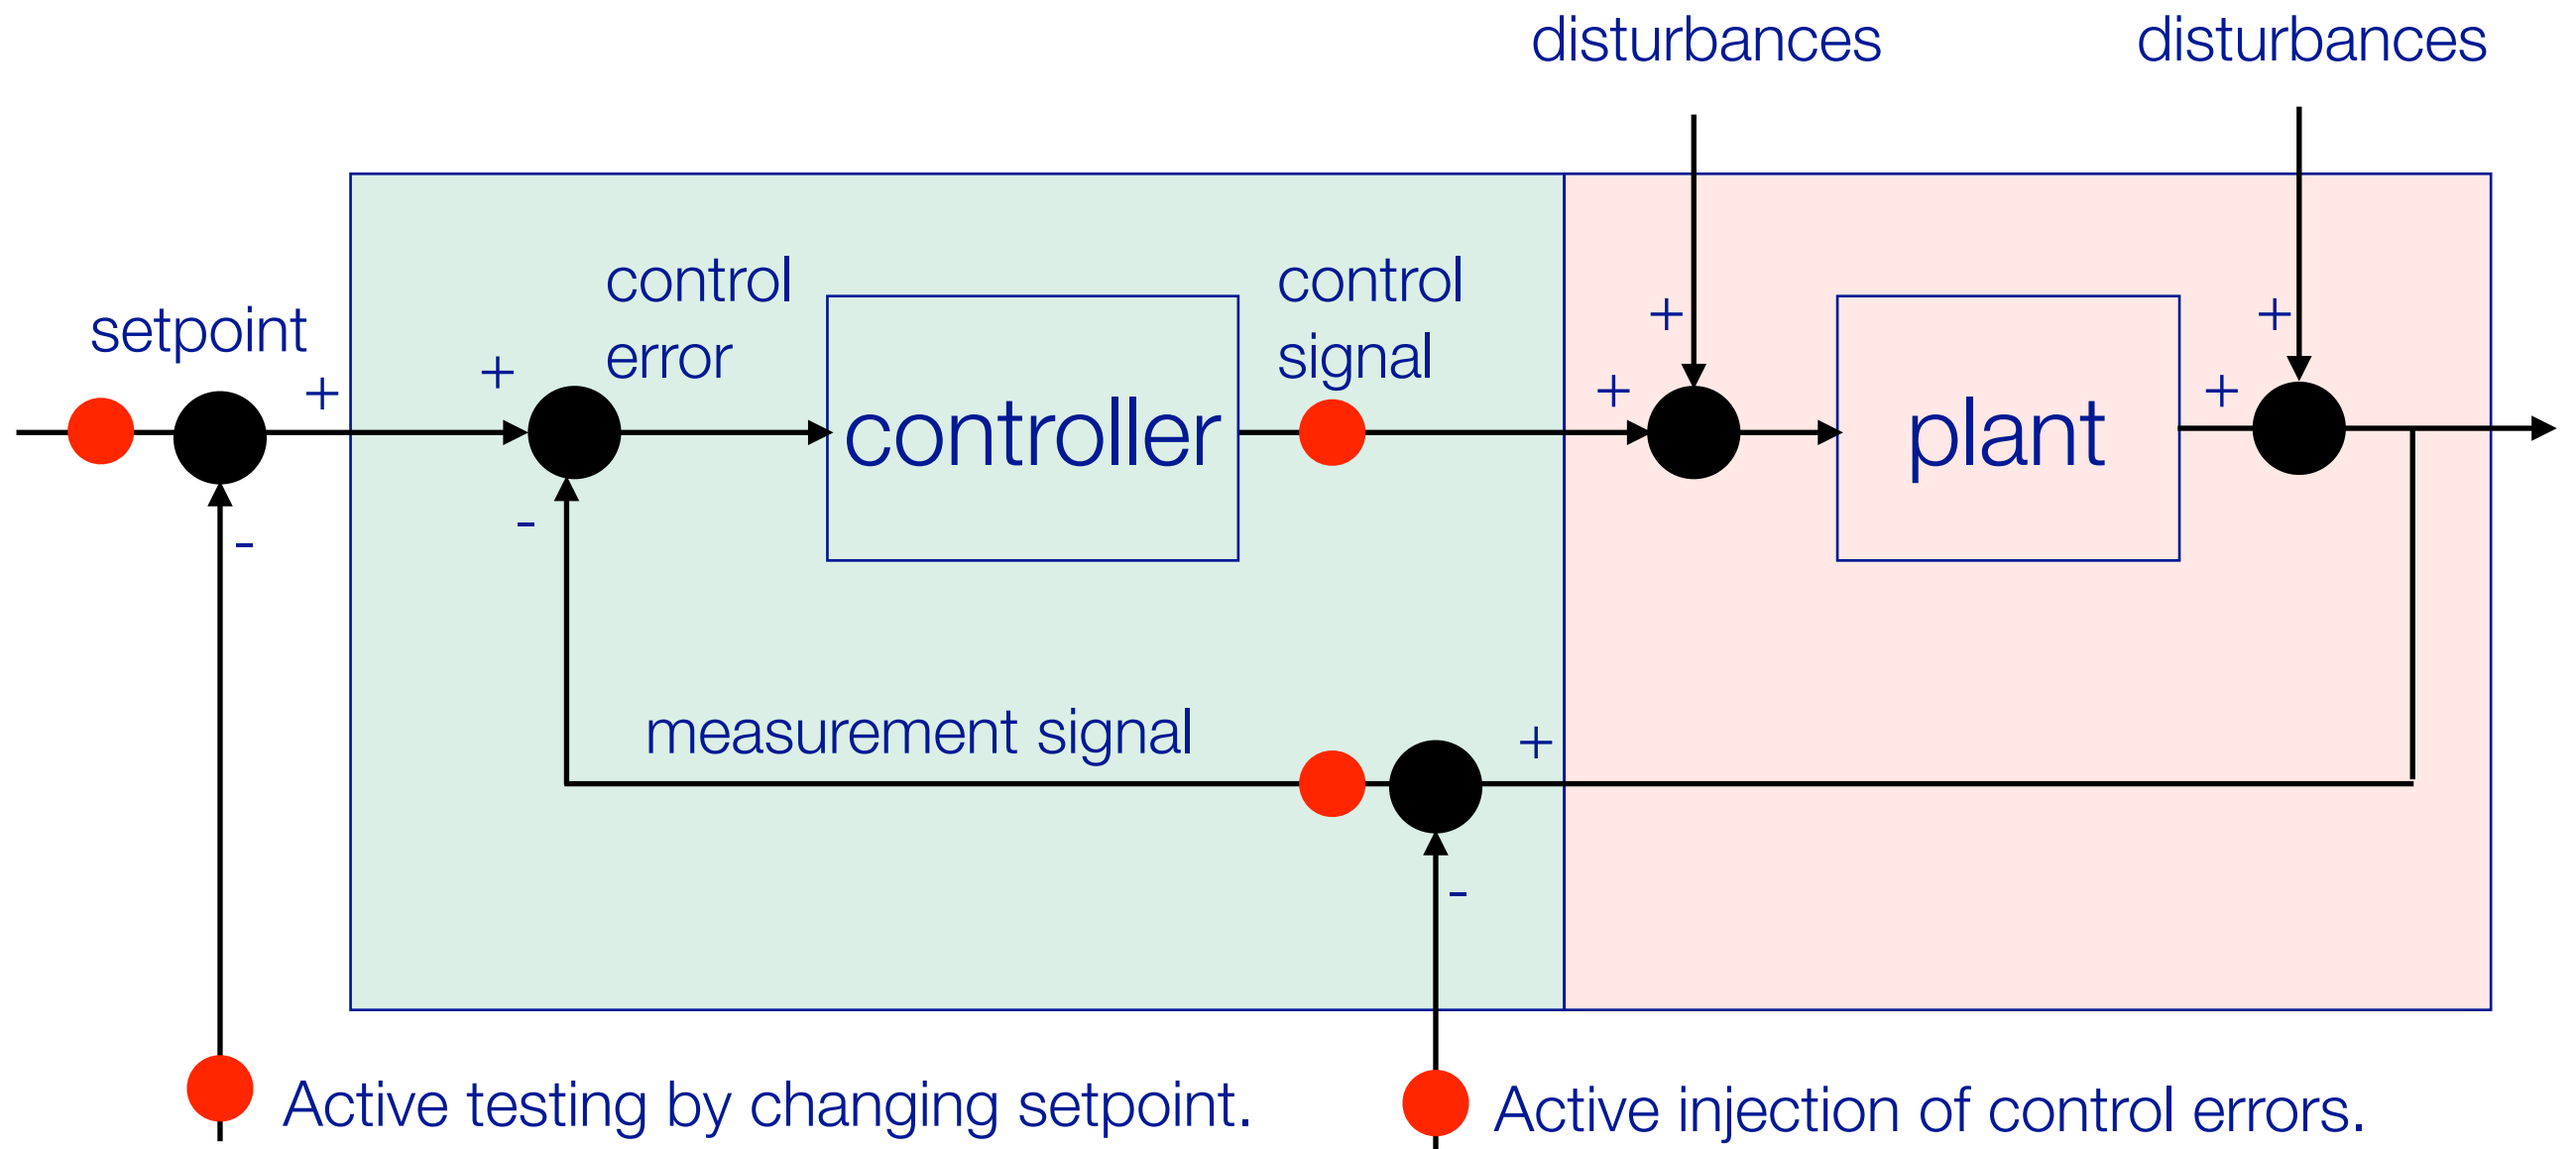 disturbances
disturbances
control
error
control
signal
setpoint
+
+
+
+
+
+
controller
plant
-
-
measurement signal
+
-
Active testing by changing setpoint.
Active injection of control errors.